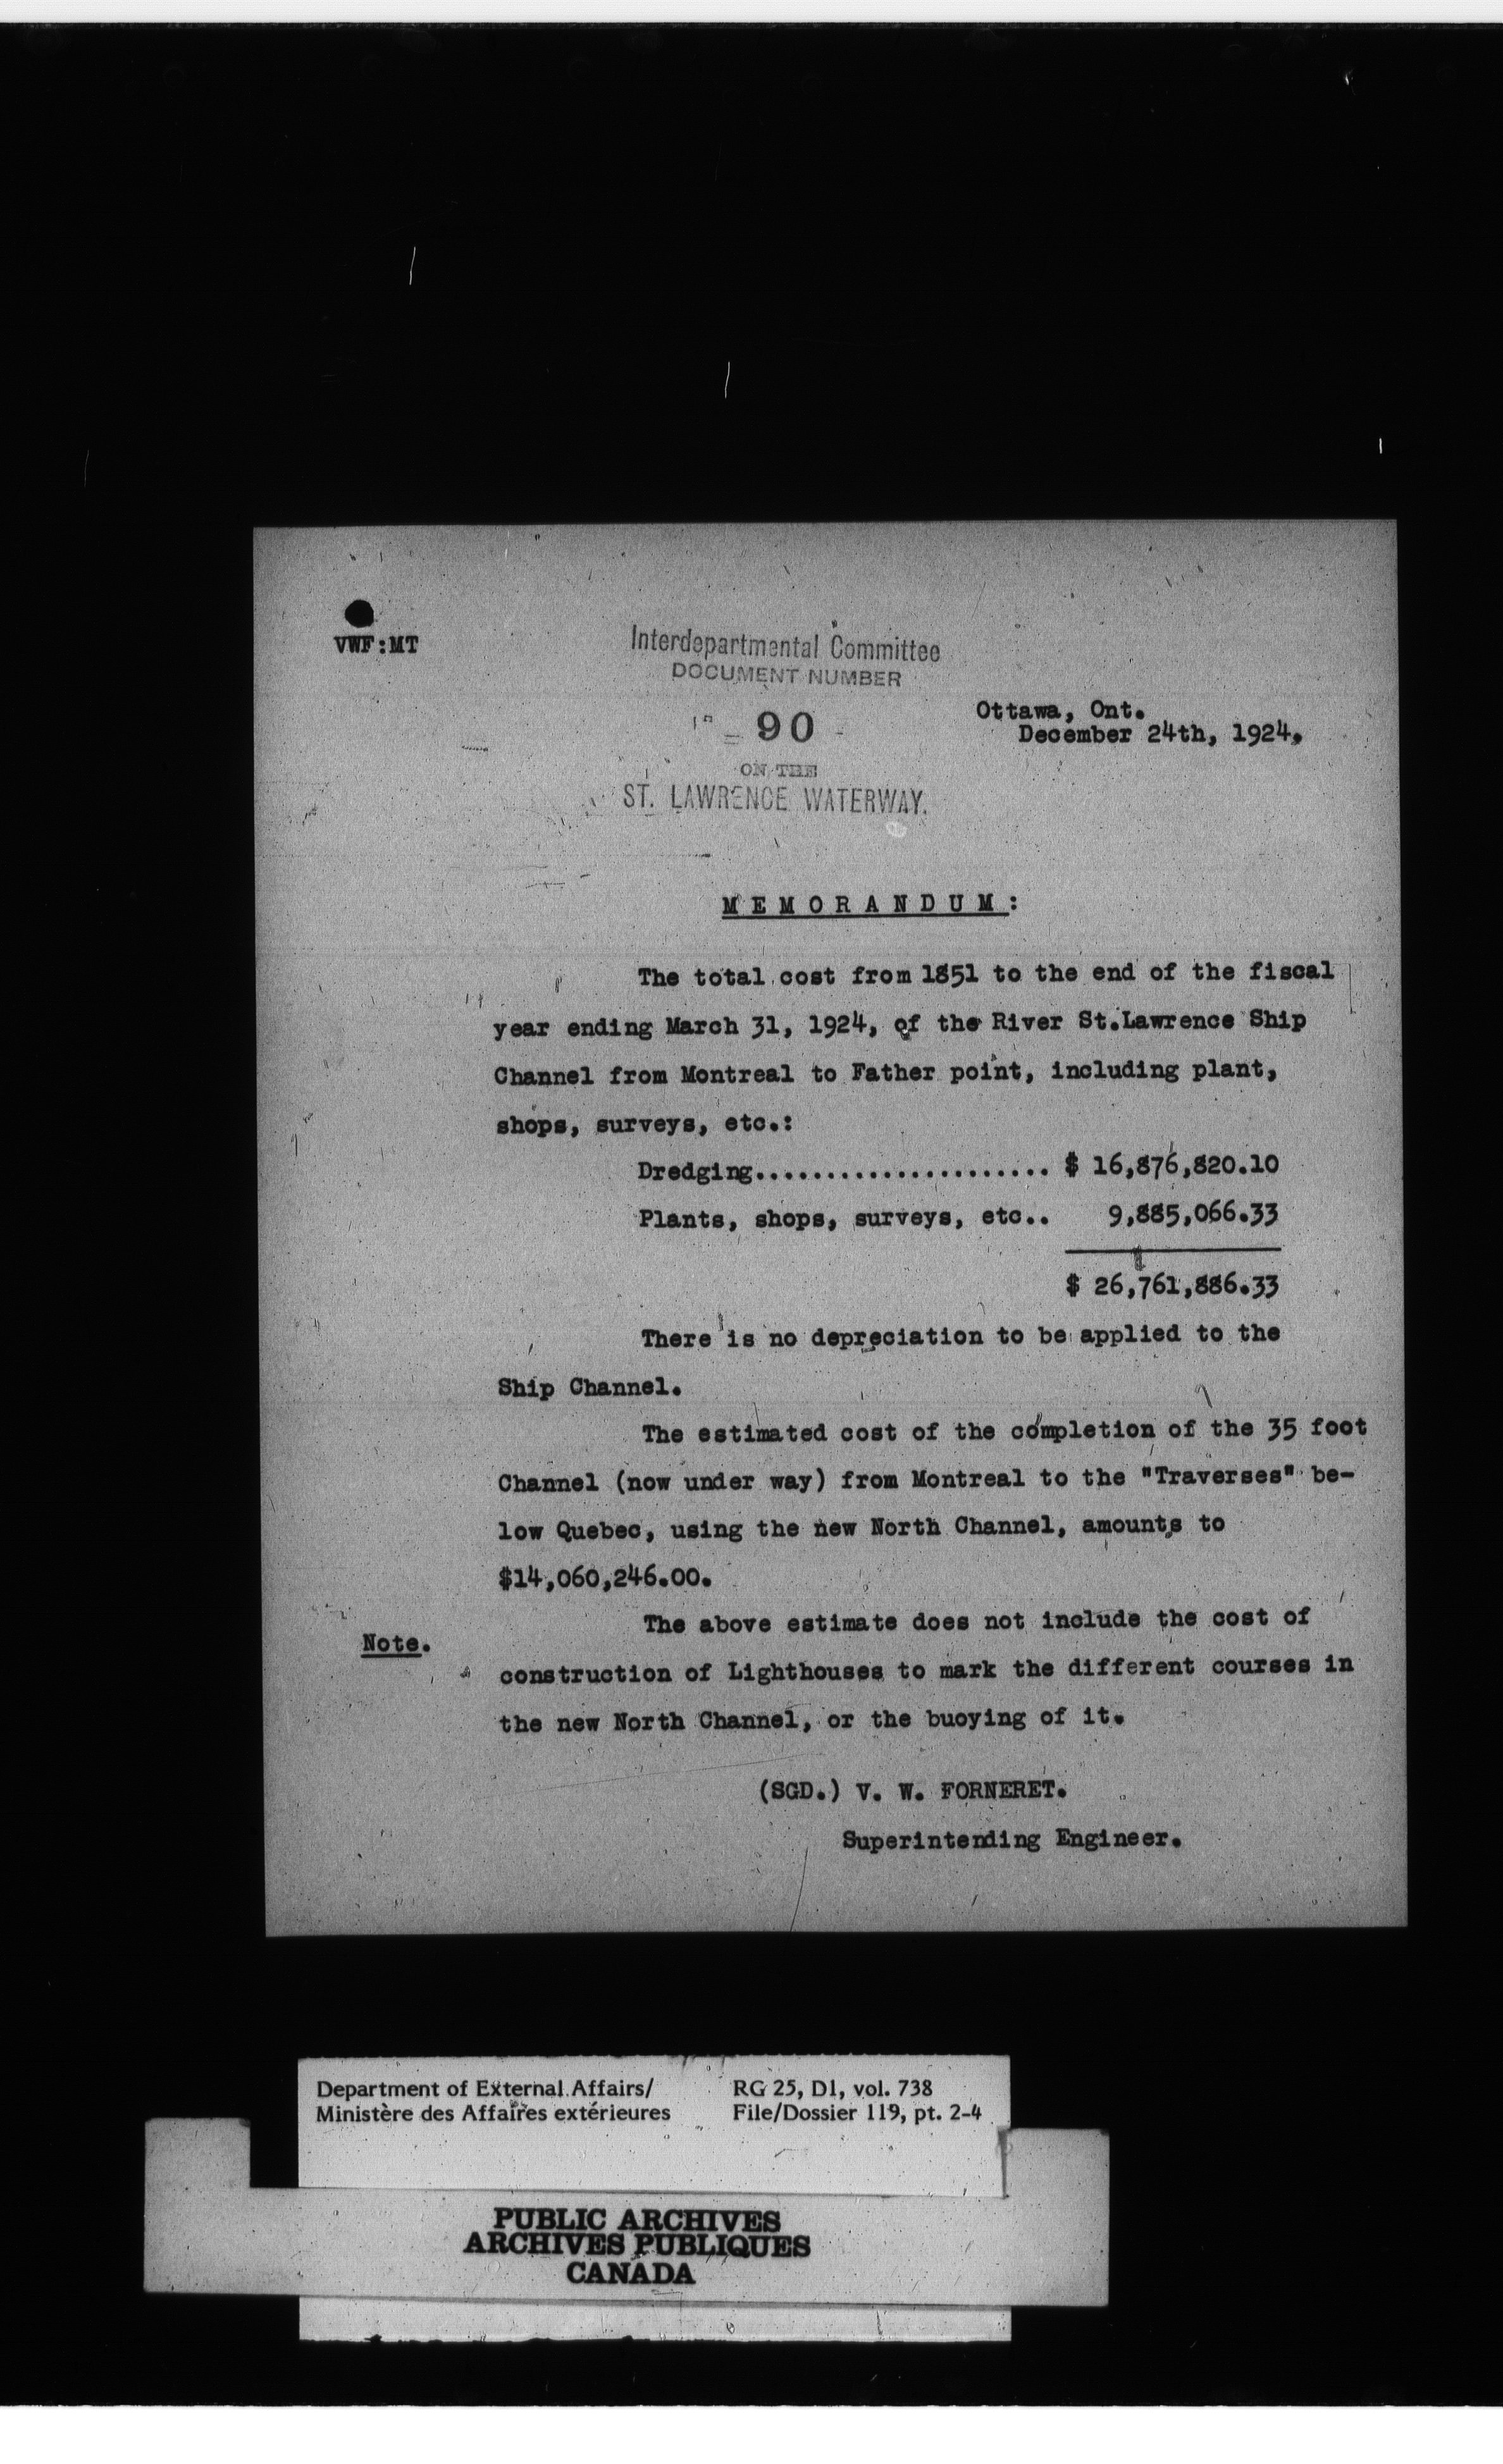 VWF:MT
Interdepartmental Committee
DOCUMENT NUMBER
90
Ottawa, Ont.
December 24th, 1924.
ON THE
ST. LAWRENCE WATERWAY.
MEMORANDUM:
The total cost from 1851 to the end of the fiscal
year ending March 31, 1924, of the River St.Lawrence Ship
Channel from Montreal to Father point, including plant,
shops, surveys, etc.:
Dredging..................... $ 16,876,820.10
Plants, shops, surveys, etc.. 9,885,066.33
$ 26,761,886.33
There is no depreciation to be applied to the
Ship Channel.
The estimated cost of the completion of the 35 foot
Channel (now under way) from Montreal to the "Traverses" be-
low Quebec, using the new North Channel, amounts to
$14,060,246.00.
Note.
The above estimate does not include the cost of
construction of Lighthouses to mark the different courses in
the new North Channel, or the buoying of it.
(SGD.) V. W. FORNERET.
Superintending Engineer.
Department of External Affairs/
Ministère des Affaires extérieures
RG 25, D1, vol. 738
File/Dossier 119, pt. 2-4
PUBLIC ARCHIVES
ARCHIVES PUBLIQUES
CANADA